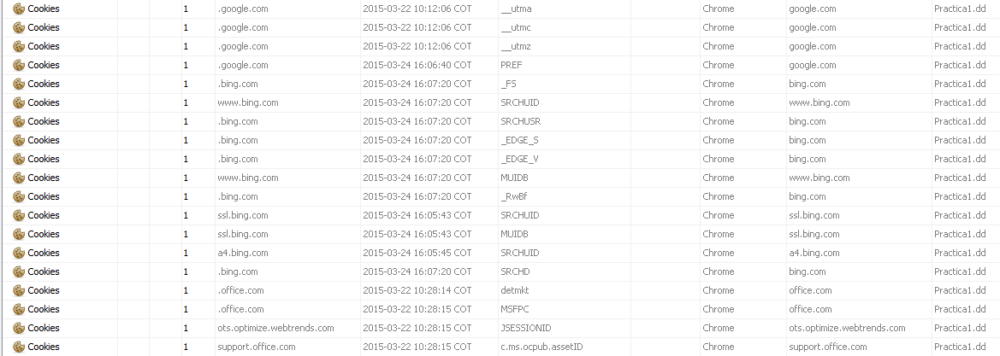 Cookies 1 .google.com 2015-03-22 10:12:06 COT __utma Chrome google.com Practica1.dd
Cookies 1 .google.com 2015-03-22 10:12:06 COT __utmc Chrome google.com Practica1.dd
Cookies 1 .google.com 2015-03-22 10:12:06 COT __utmz Chrome google.com Practica1.dd
Cookies 1 .google.com 2015-03-24 16:06:40 COT PREF Chrome google.com Practica1.dd
Cookies 1 .bing.com 2015-03-24 16:07:20 COT _FS Chrome bing.com Practica1.dd
Cookies 1 www.bing.com 2015-03-24 16:07:20 COT SRCHUID Chrome www.bing.com Practica1.dd
Cookies 1 .bing.com 2015-03-24 16:07:20 COT SRCHUSR Chrome bing.com Practica1.dd
Cookies 1 .bing.com 2015-03-24 16:07:20 COT _EDGE_S Chrome bing.com Practica1.dd
Cookies 1 .bing.com 2015-03-24 16:07:20 COT _EDGE_V Chrome bing.com Practica1.dd
Cookies 1 www.bing.com 2015-03-24 16:07:20 COT MUIDB Chrome www.bing.com Practica1.dd
Cookies 1 .bing.com 2015-03-24 16:07:20 COT _RwBf Chrome bing.com Practica1.dd
Cookies 1 ssl.bing.com 2015-03-24 16:05:43 COT SRCHUID Chrome ssl.bing.com Practica1.dd
Cookies 1 ssl.bing.com 2015-03-24 16:05:43 COT MUIDB Chrome ssl.bing.com Practica1.dd
Cookies 1 a4.bing.com 2015-03-24 16:05:45 COT SRCHUID Chrome a4.bing.com Practica1.dd
Cookies 1 .bing.com 2015-03-24 16:07:20 COT SRCHD Chrome bing.com Practica1.dd
Cookies 1 .office.com 2015-03-22 10:28:14 COT detmkt Chrome office.com Practica1.dd
Cookies 1 .office.com 2015-03-22 10:28:15 COT MSFPC Chrome office.com Practica1.dd
Cookies 1 ots.optimize.webtrends.com 2015-03-22 10:28:15 COT JSESSIONID Chrome ots.optimize.webtrends.com Practica1.dd
Cookies 1 support.office.com 2015-03-22 10:28:15 COT c.ms.ocpub.assetID Chrome support.office.com Practica1.dd